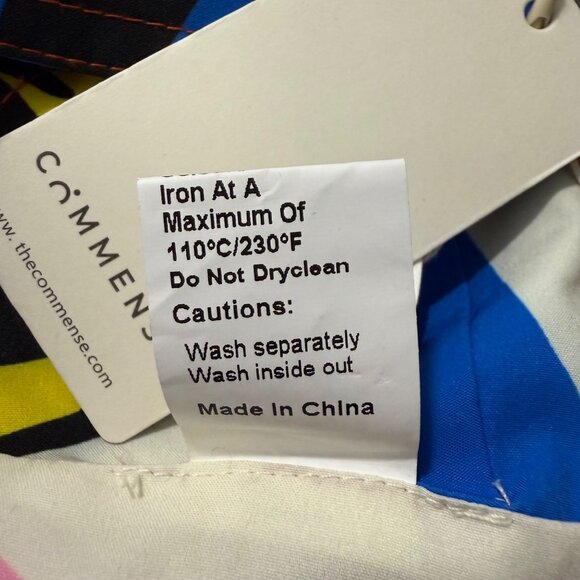 COMMENS
www.thecommense.com
Iron At A
Maximum Of
110°C/230°F
Do Not Dryclean
Cautions:
Wash separately
Wash inside out
Made In China